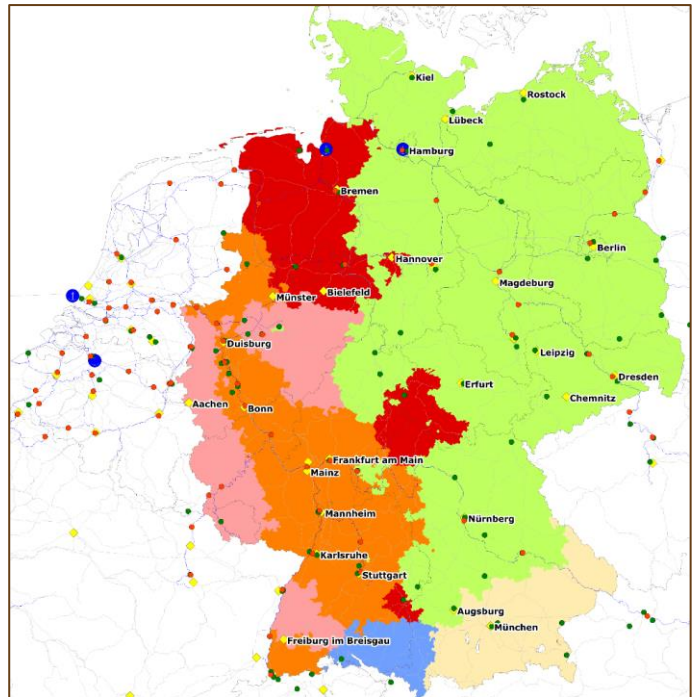 Kiel
Rostock
Lübeck
Hamburg
Bremen
Berlin
Hannover
Magdeburg
Münster
Bielefeld
Duisburg
Leipzig
Dresden
Erfurt
Chemnitz
Aachen
Bonn
Frankfurt am Main
Mainz
Mannheim
Nürnberg
Karlsruhe
Stuttgart
Augsburg
München
Freiburg im Breisgau